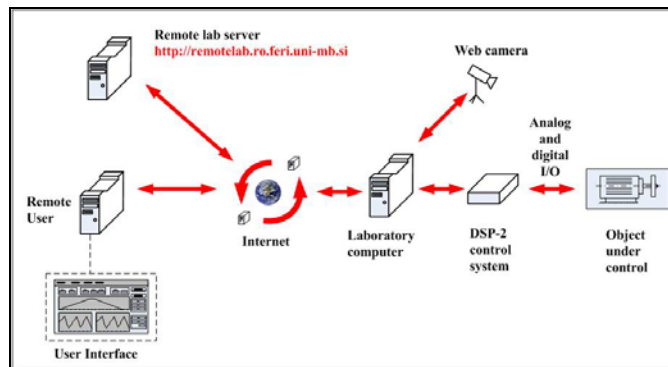 Remote lab server
http://remotelab.ro.feri.uni-mb.si
Web camera
Analog
and
digital
I/O
Remote
User
Internet
Laboratory
computer
DSP-2
control
system
Object
under
control
User Interface